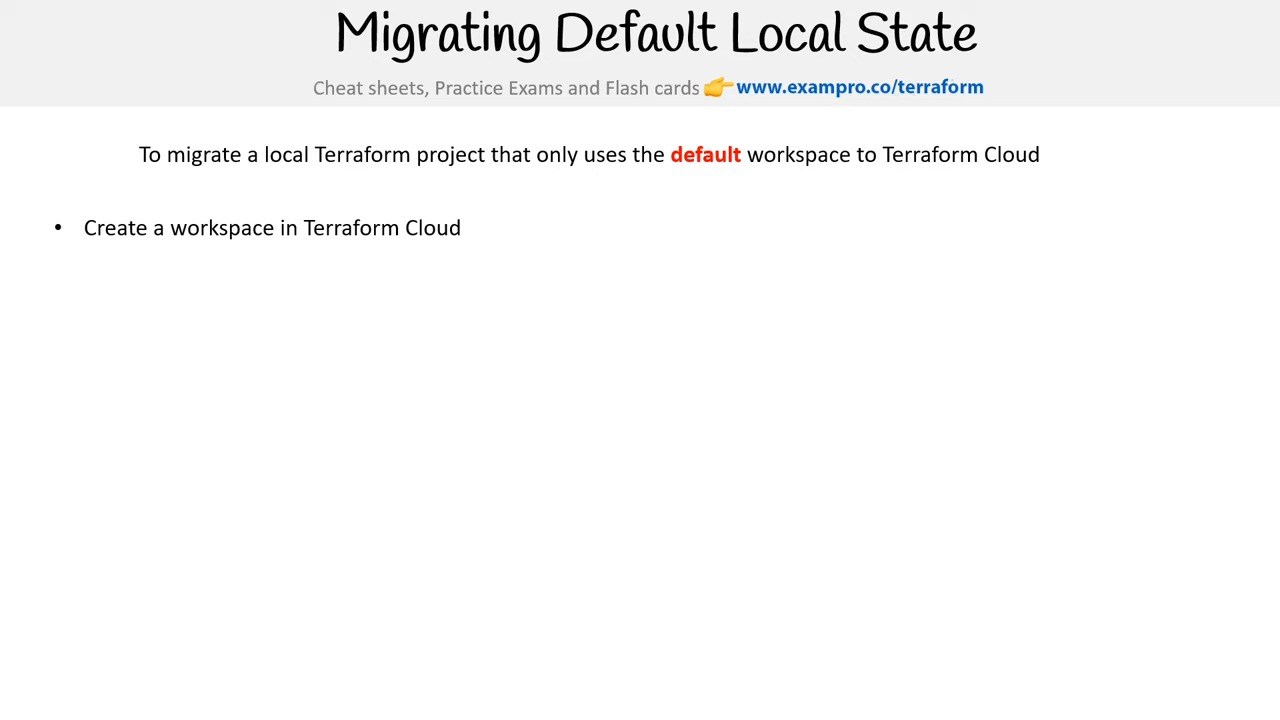 Migrating Default Local State
Cheat sheets, Practice Exams and Flash cards 👉www.exampro.co/terraform
To migrate a local Terraform project that only uses the default workspace to Terraform Cloud
• Create a workspace in Terraform Cloud